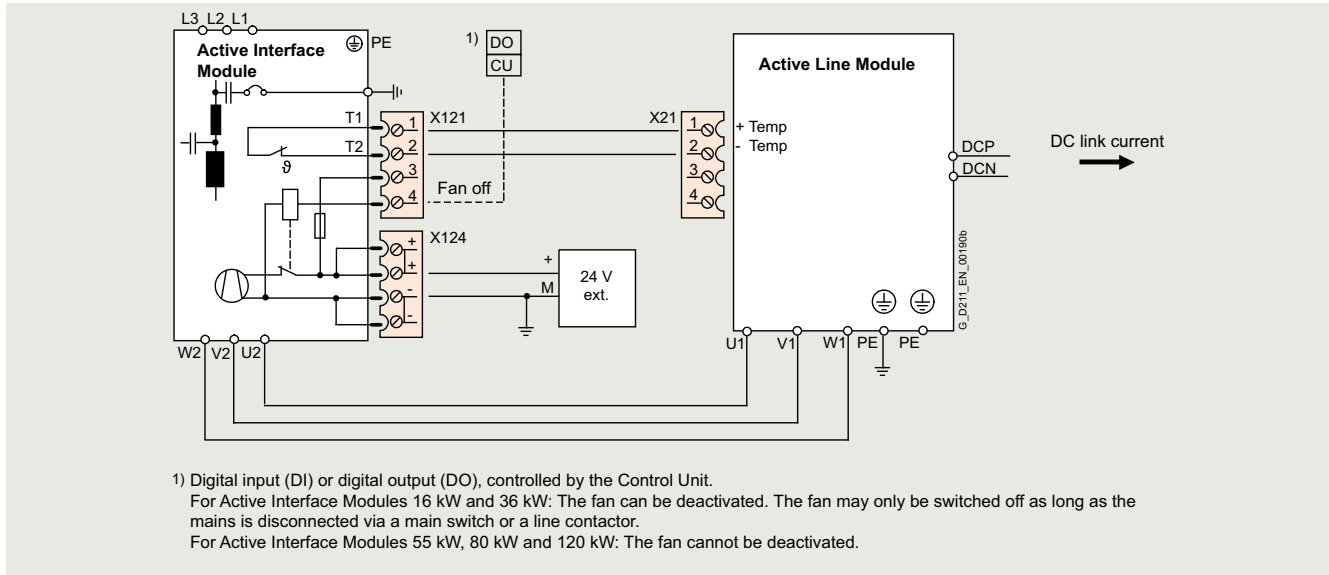 L3 L2 L1
Active Interface
Module
PE
1) DO
CU
Active Line Module
T1
T2
ϑ
X121
1
2
3
4
Fan off
X21
1
2
3
4
+ Temp
- Temp
DCP
DCN
DC link current
X124
+
+
-
-
+
M
24 V
ext.
G_D211_EN_00190b
W2 V2 U2
U1 V1 W1 PE PE
1) Digital input (DI) or digital output (DO), controlled by the Control Unit.
For Active Interface Modules 16 kW and 36 kW: The fan can be deactivated. The fan may only be switched off as long as the
mains is disconnected via a main switch or a line contactor.
For Active Interface Modules 55 kW, 80 kW and 120 kW: The fan cannot be deactivated.